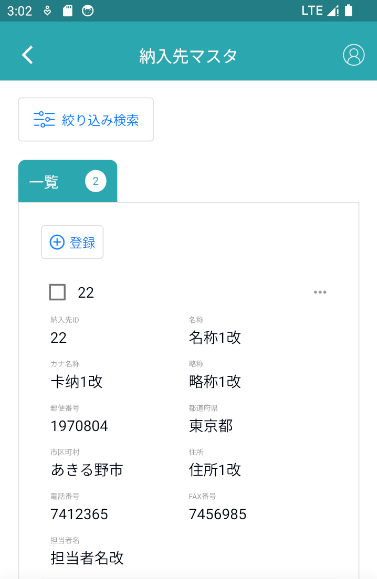 3:02 LTE
納入先マスタ
絞り込み検索
一覧 2
登録
22
納入先ID 名称
22 名称1改
カナ名称 略称
卡纳1改 略称1改
郵便番号 都道府県
1970804 東京都
市区町村 住所
あきる野市 住所1改
電話番号 FAX番号
7412365 7456985
担当者名
担当者名改